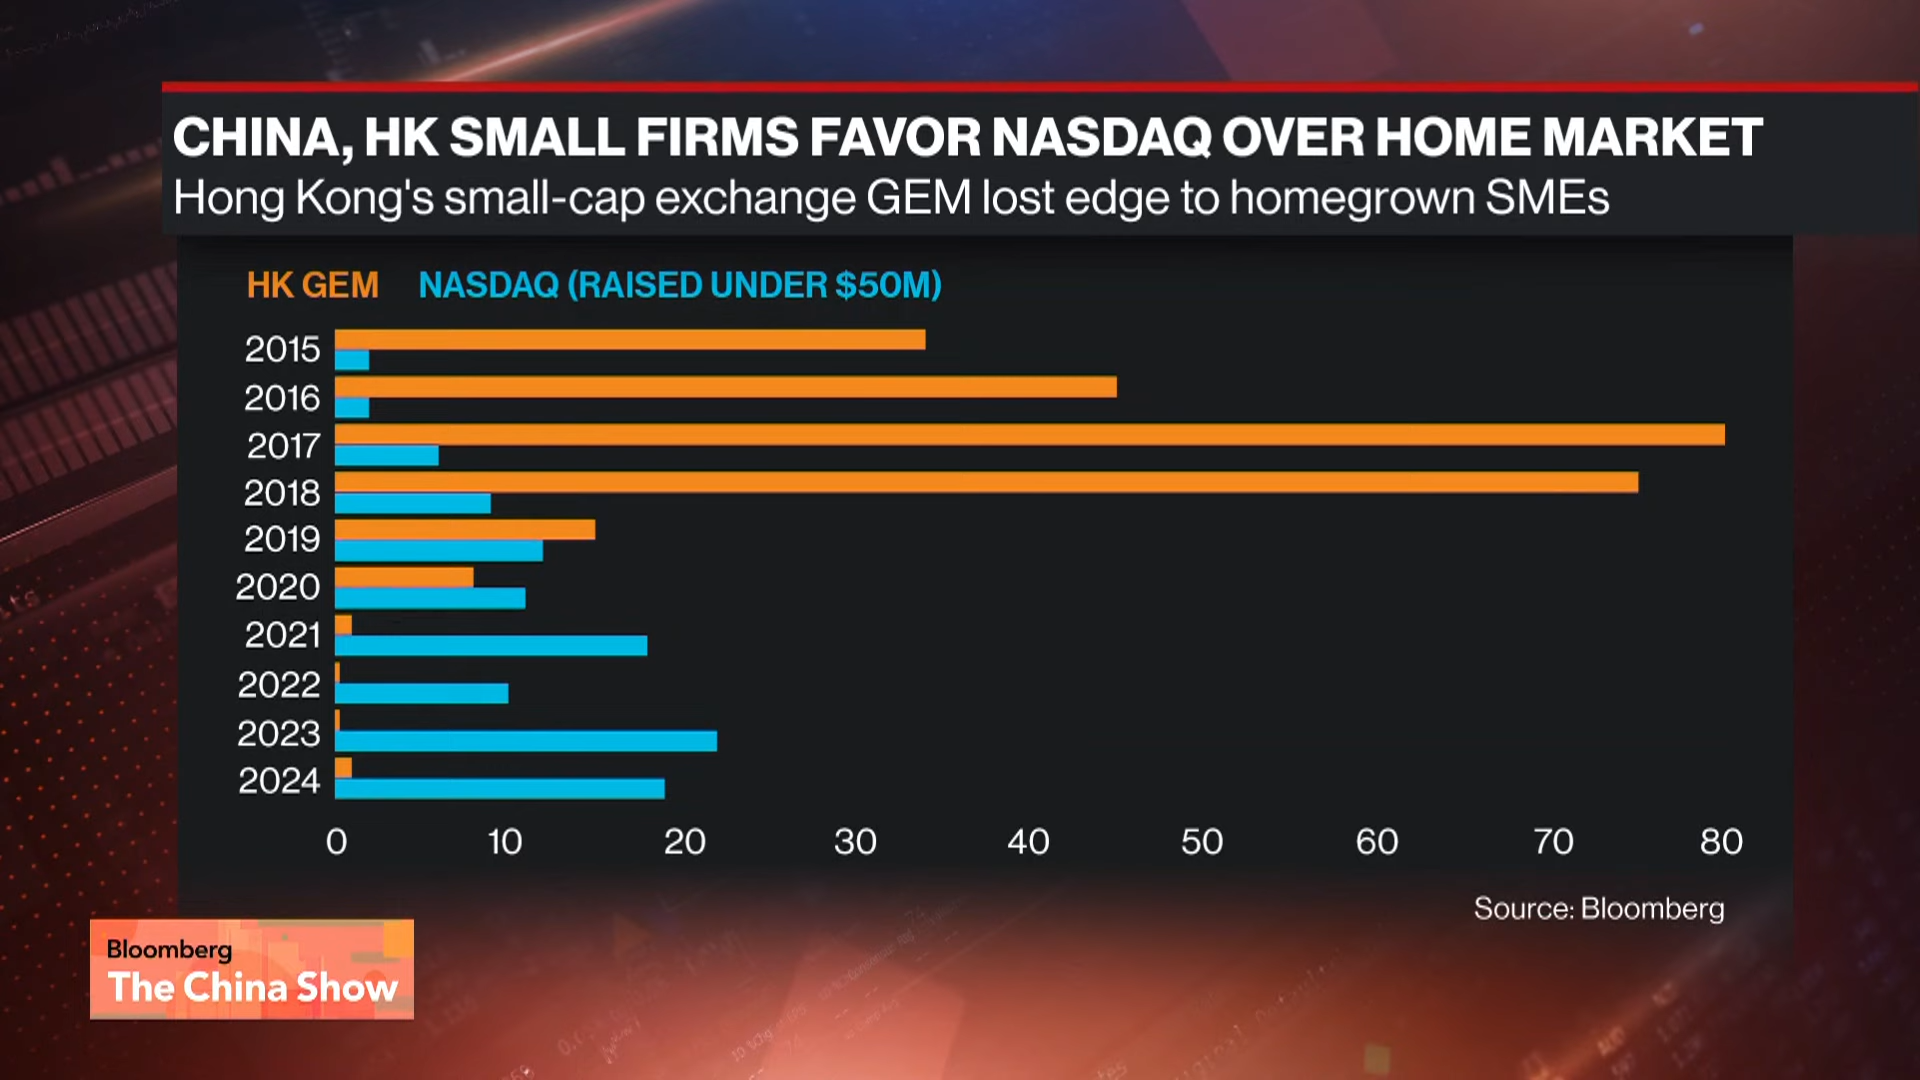 CHINA, HK SMALL FIRMS FAVOR NASDAQ OVER HOME MARKET
Hong Kong's small-cap exchange GEM lost edge to homegrown SMEs
HK GEM NASDAQ (RAISED UNDER $50M)
2015
2016
2017
2018
2019
2020
2021
2022
2023
2024
0 10 20 30 40 50 60 70 80
Source: Bloomberg
Bloomberg
The China Show